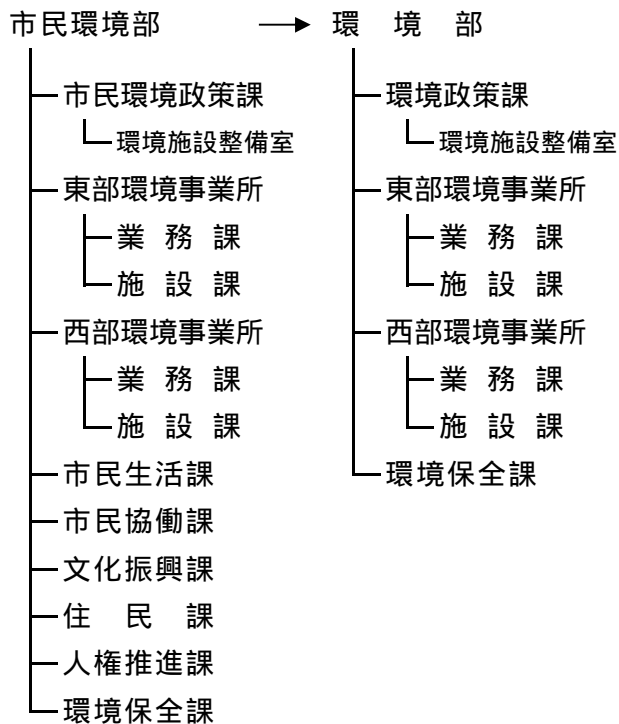 市民環境部 → 環境部
市民環境政策課
環境施設整備室
東部環境事業所
業務課
施設課
西部環境事業所
業務課
施設課
市民生活課
市民協働課
文化振興課
住民課
人権推進課
環境保全課
環境政策課
環境施設整備室
東部環境事業所
業務課
施設課
西部環境事業所
業務課
施設課
環境保全課